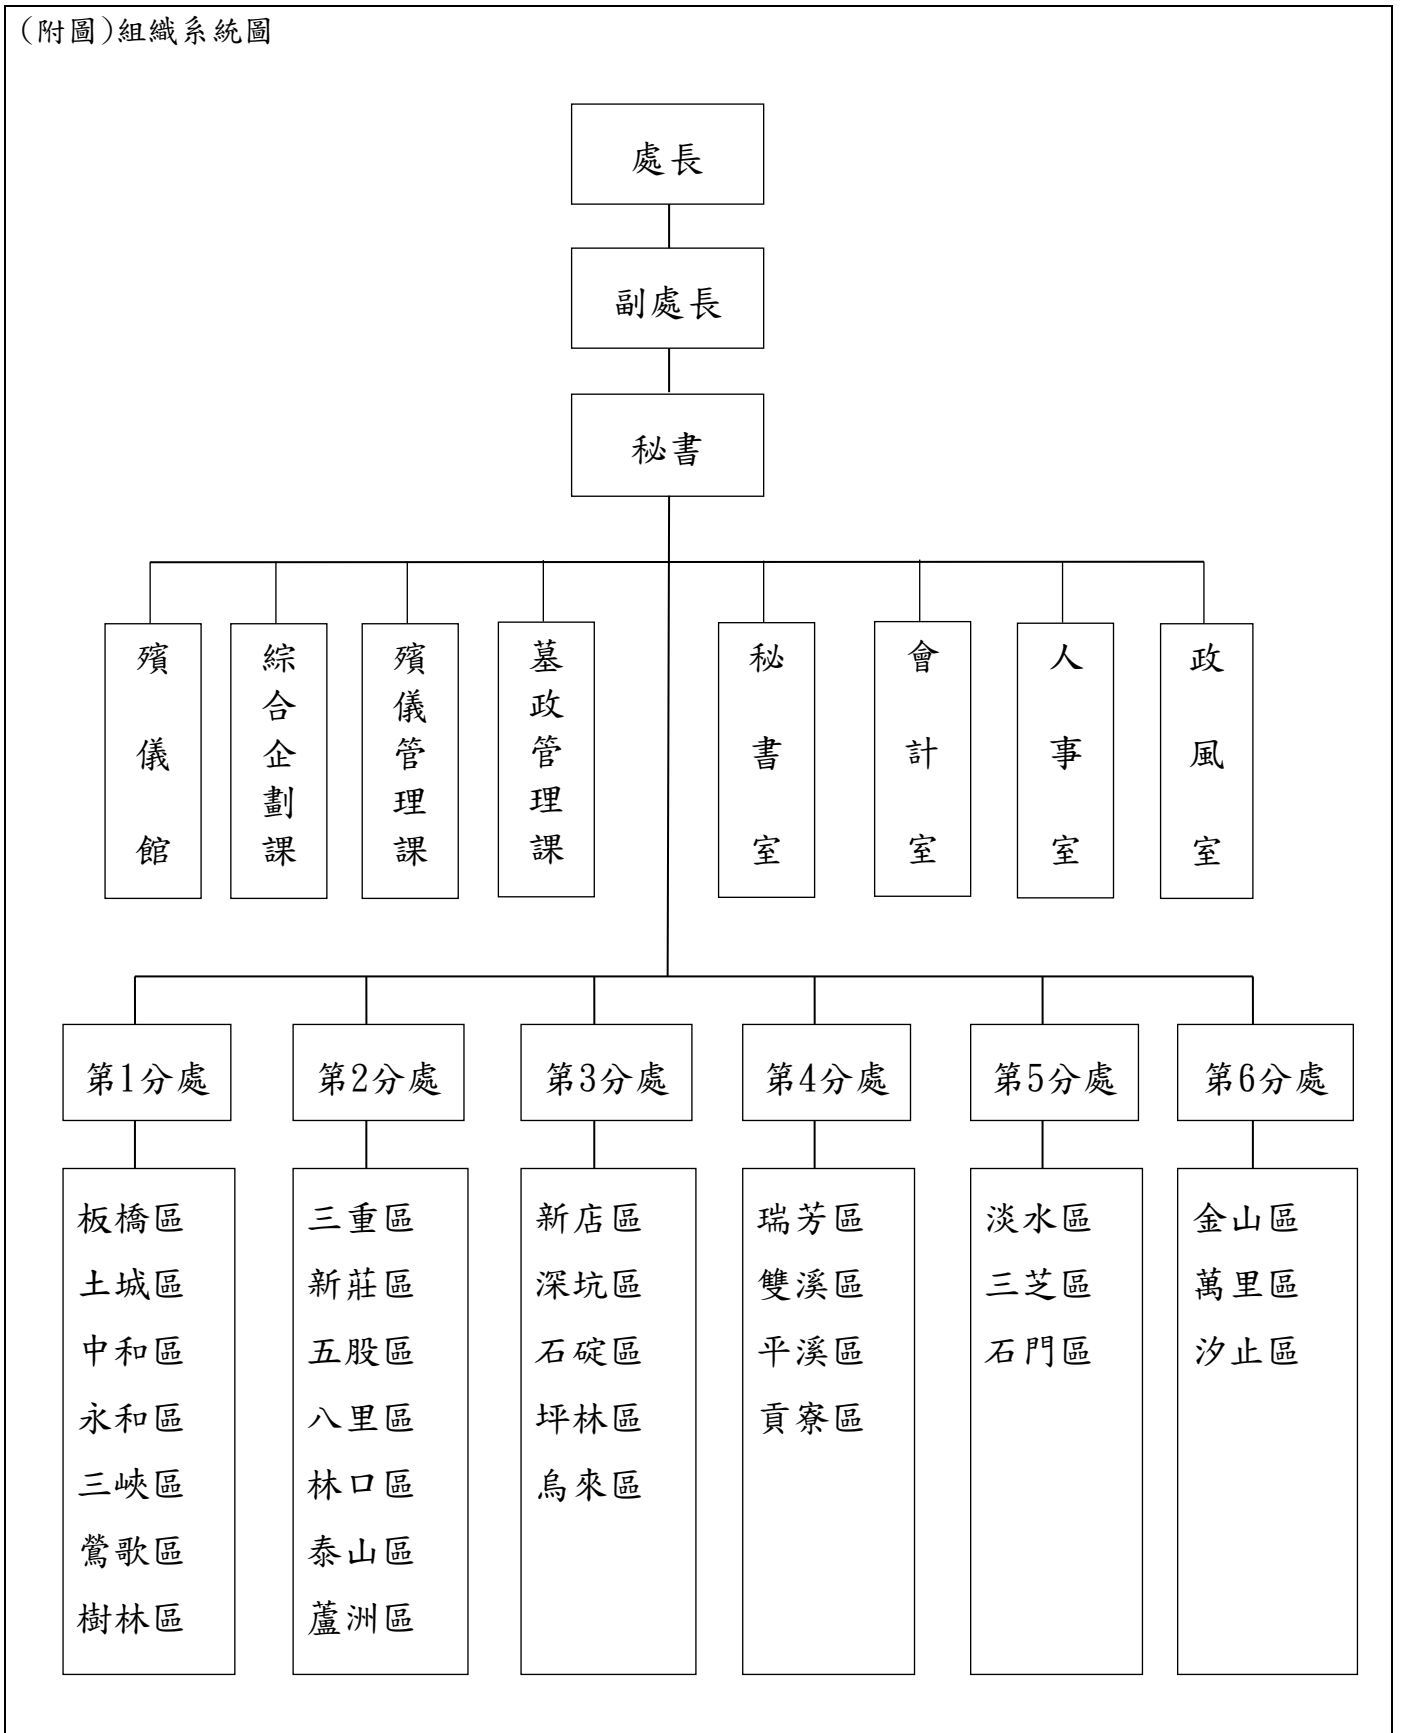 (附圖)組織系統圖
處長
副處長
秘書
殯儀館
綜合企劃課
殯儀管理課
墓政管理課
秘書室
會計室
人事室
政風室
第1分處
第2分處
第3分處
第4分處
第5分處
第6分處
板橋區
土城區
中和區
永和區
三峽區
鶯歌區
樹林區
三重區
新莊區
五股區
八里區
林口區
泰山區
蘆洲區
新店區
深坑區
石碇區
坪林區
烏來區
瑞芳區
雙溪區
平溪區
貢寮區
淡水區
三芝區
石門區
金山區
萬里區
汐止區